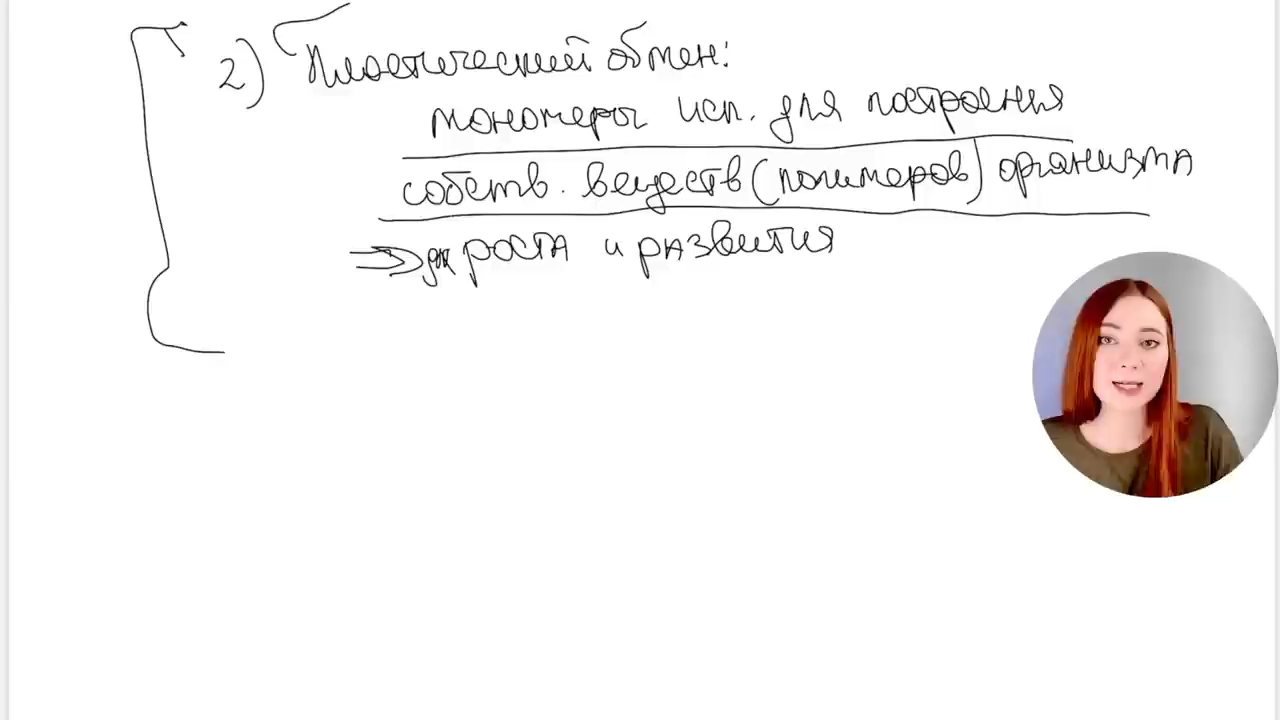 2) Пластический обмен:
мономеры исп. для построения
собств. веществ (полимеров) организма
⇒ для роста и развития